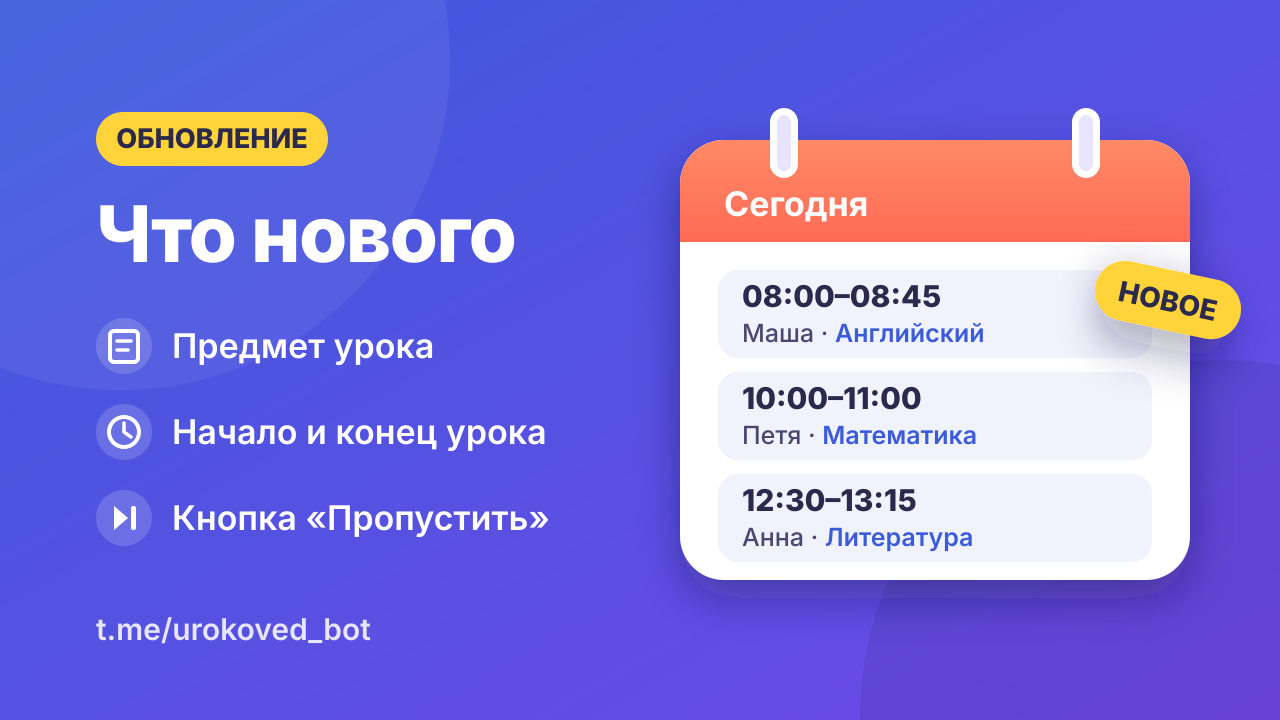 ОБНОВЛЕНИЕ
Что нового
Предмет урока
Начало и конец урока
Кнопка «Пропустить»
t.me/urokoved_bot
Сегодня
НОВОЕ
08:00–08:45
Маша · Английский
10:00–11:00
Петя · Математика
12:30–13:15
Анна · Литература